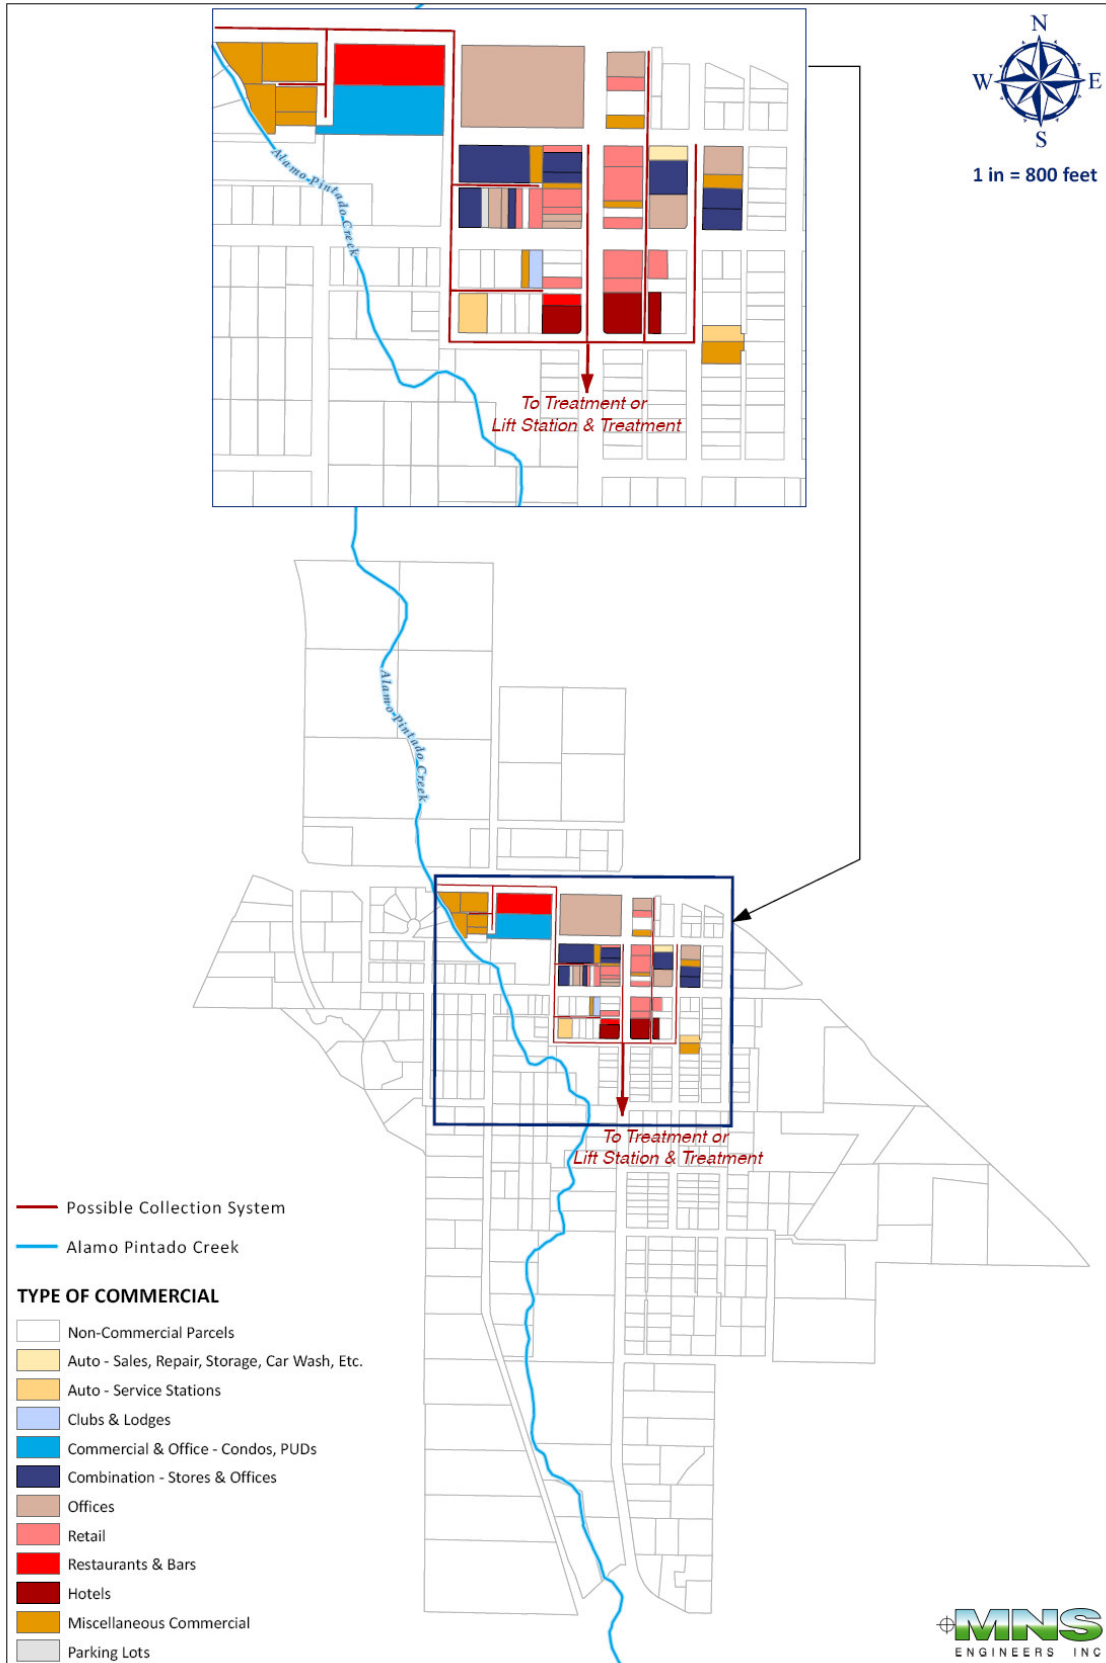 N
W E
S
1 in = 800 feet
Alamo Pintado Creek
To Treatment or
Lift Station & Treatment
Alamo Pintado Creek
To Treatment or
Lift Station & Treatment
Possible Collection System
Alamo Pintado Creek
TYPE OF COMMERCIAL
Non-Commercial Parcels
Auto - Sales, Repair, Storage, Car Wash, Etc.
Auto - Service Stations
Clubs & Lodges
Commercial & Office - Condos, PUDs
Combination - Stores & Offices
Offices
Retail
Restaurants & Bars
Hotels
Miscellaneous Commercial
Parking Lots
MNS
ENGINEERS INC